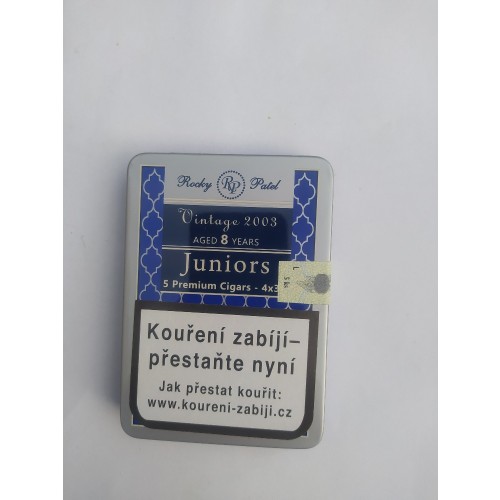 Rocky RP Patel
Vintage 2003
AGED 8 YEARS
Juniors
5 Premium Cigars - 4x3
Kouření zabíjí–
přestaňte nyní
Jak přestat kouřit:
www.koureni-zabiji.cz